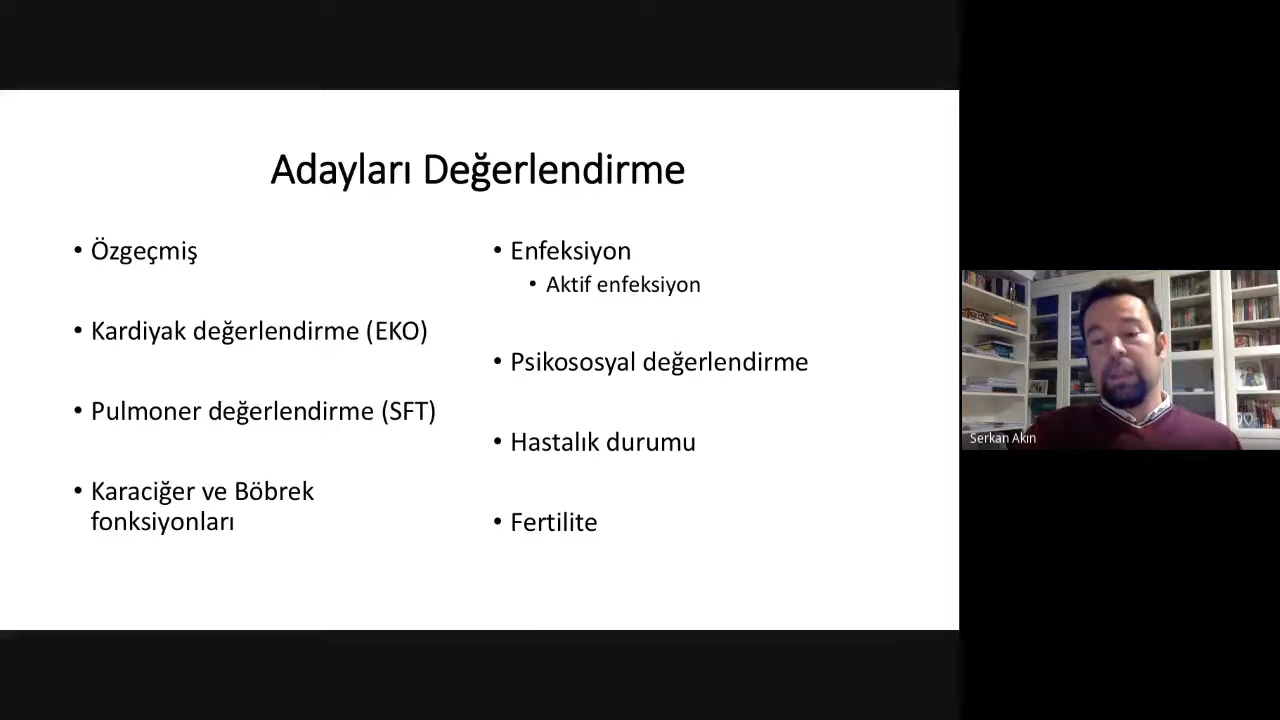 Adayları Değerlendirme
• Özgeçmiş
• Kardiyak değerlendirme (EKO)
• Pulmoner değerlendirme (SFT)
• Karaciğer ve Böbrek
fonksiyonları
• Enfeksiyon
• Aktif enfeksiyon
• Psikososyal değerlendirme
• Hastalık durumu
• Fertilite
Serkan Akın